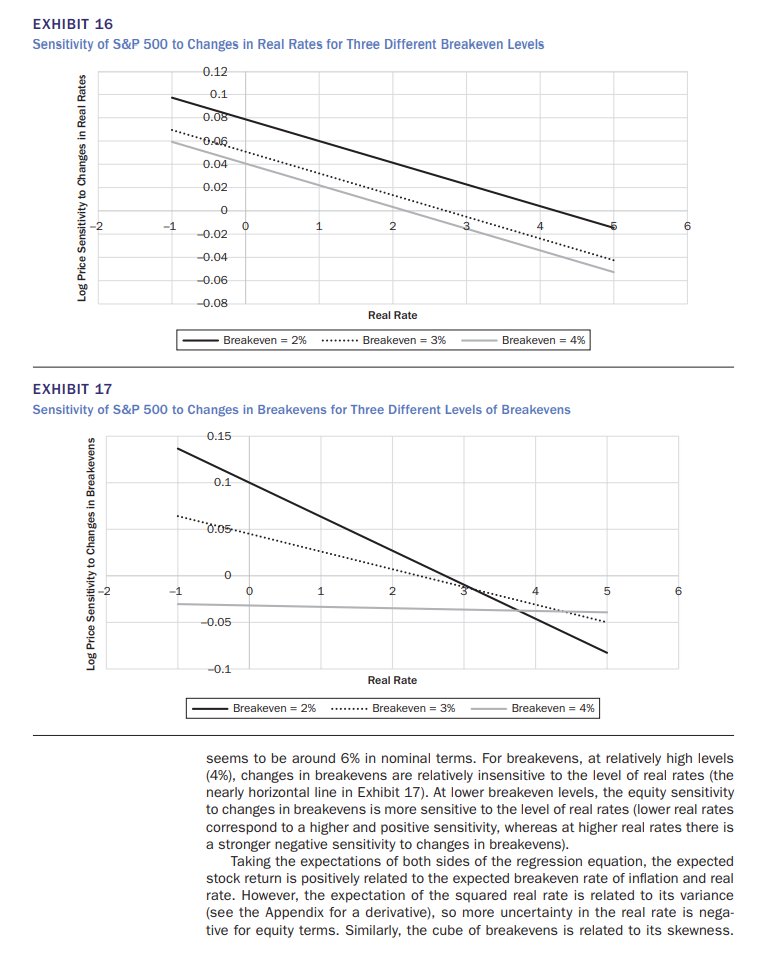 EXHIBIT 16
Sensitivity of S&P 500 to Changes in Real Rates for Three Different Breakeven Levels
Log Price Sensitivity to Changes in Real Rates
0.12
0.1
0.08
0.06
0.04
0.02
0
–0.02
–0.04
–0.06
–0.08
–2 –1 0 1 2 3 4 5 6
Real Rate
Breakeven = 2% Breakeven = 3% Breakeven = 4%
EXHIBIT 17
Sensitivity of S&P 500 to Changes in Breakevens for Three Different Levels of Breakevens
Log Price Sensitivity to Changes in Breakevens
0.15
0.1
0.05
0
–0.05
–0.1
–2 –1 0 1 2 3 4 5 6
Real Rate
Breakeven = 2% Breakeven = 3% Breakeven = 4%
seems to be around 6% in nominal terms. For breakevens, at relatively high levels
(4%), changes in breakevens are relatively insensitive to the level of real rates (the
nearly horizontal line in Exhibit 17). At lower breakeven levels, the equity sensitivity
to changes in breakevens is more sensitive to the level of real rates (lower real rates
correspond to a higher and positive sensitivity, whereas at higher real rates there is
a stronger negative sensitivity to changes in breakevens).
Taking the expectations of both sides of the regression equation, the expected
stock return is positively related to the expected breakeven rate of inflation and real
rate. However, the expectation of the squared real rate is related to its variance
(see the Appendix for a derivative), so more uncertainty in the real rate is nega-
tive for equity terms. Similarly, the cube of breakevens is related to its skewness.